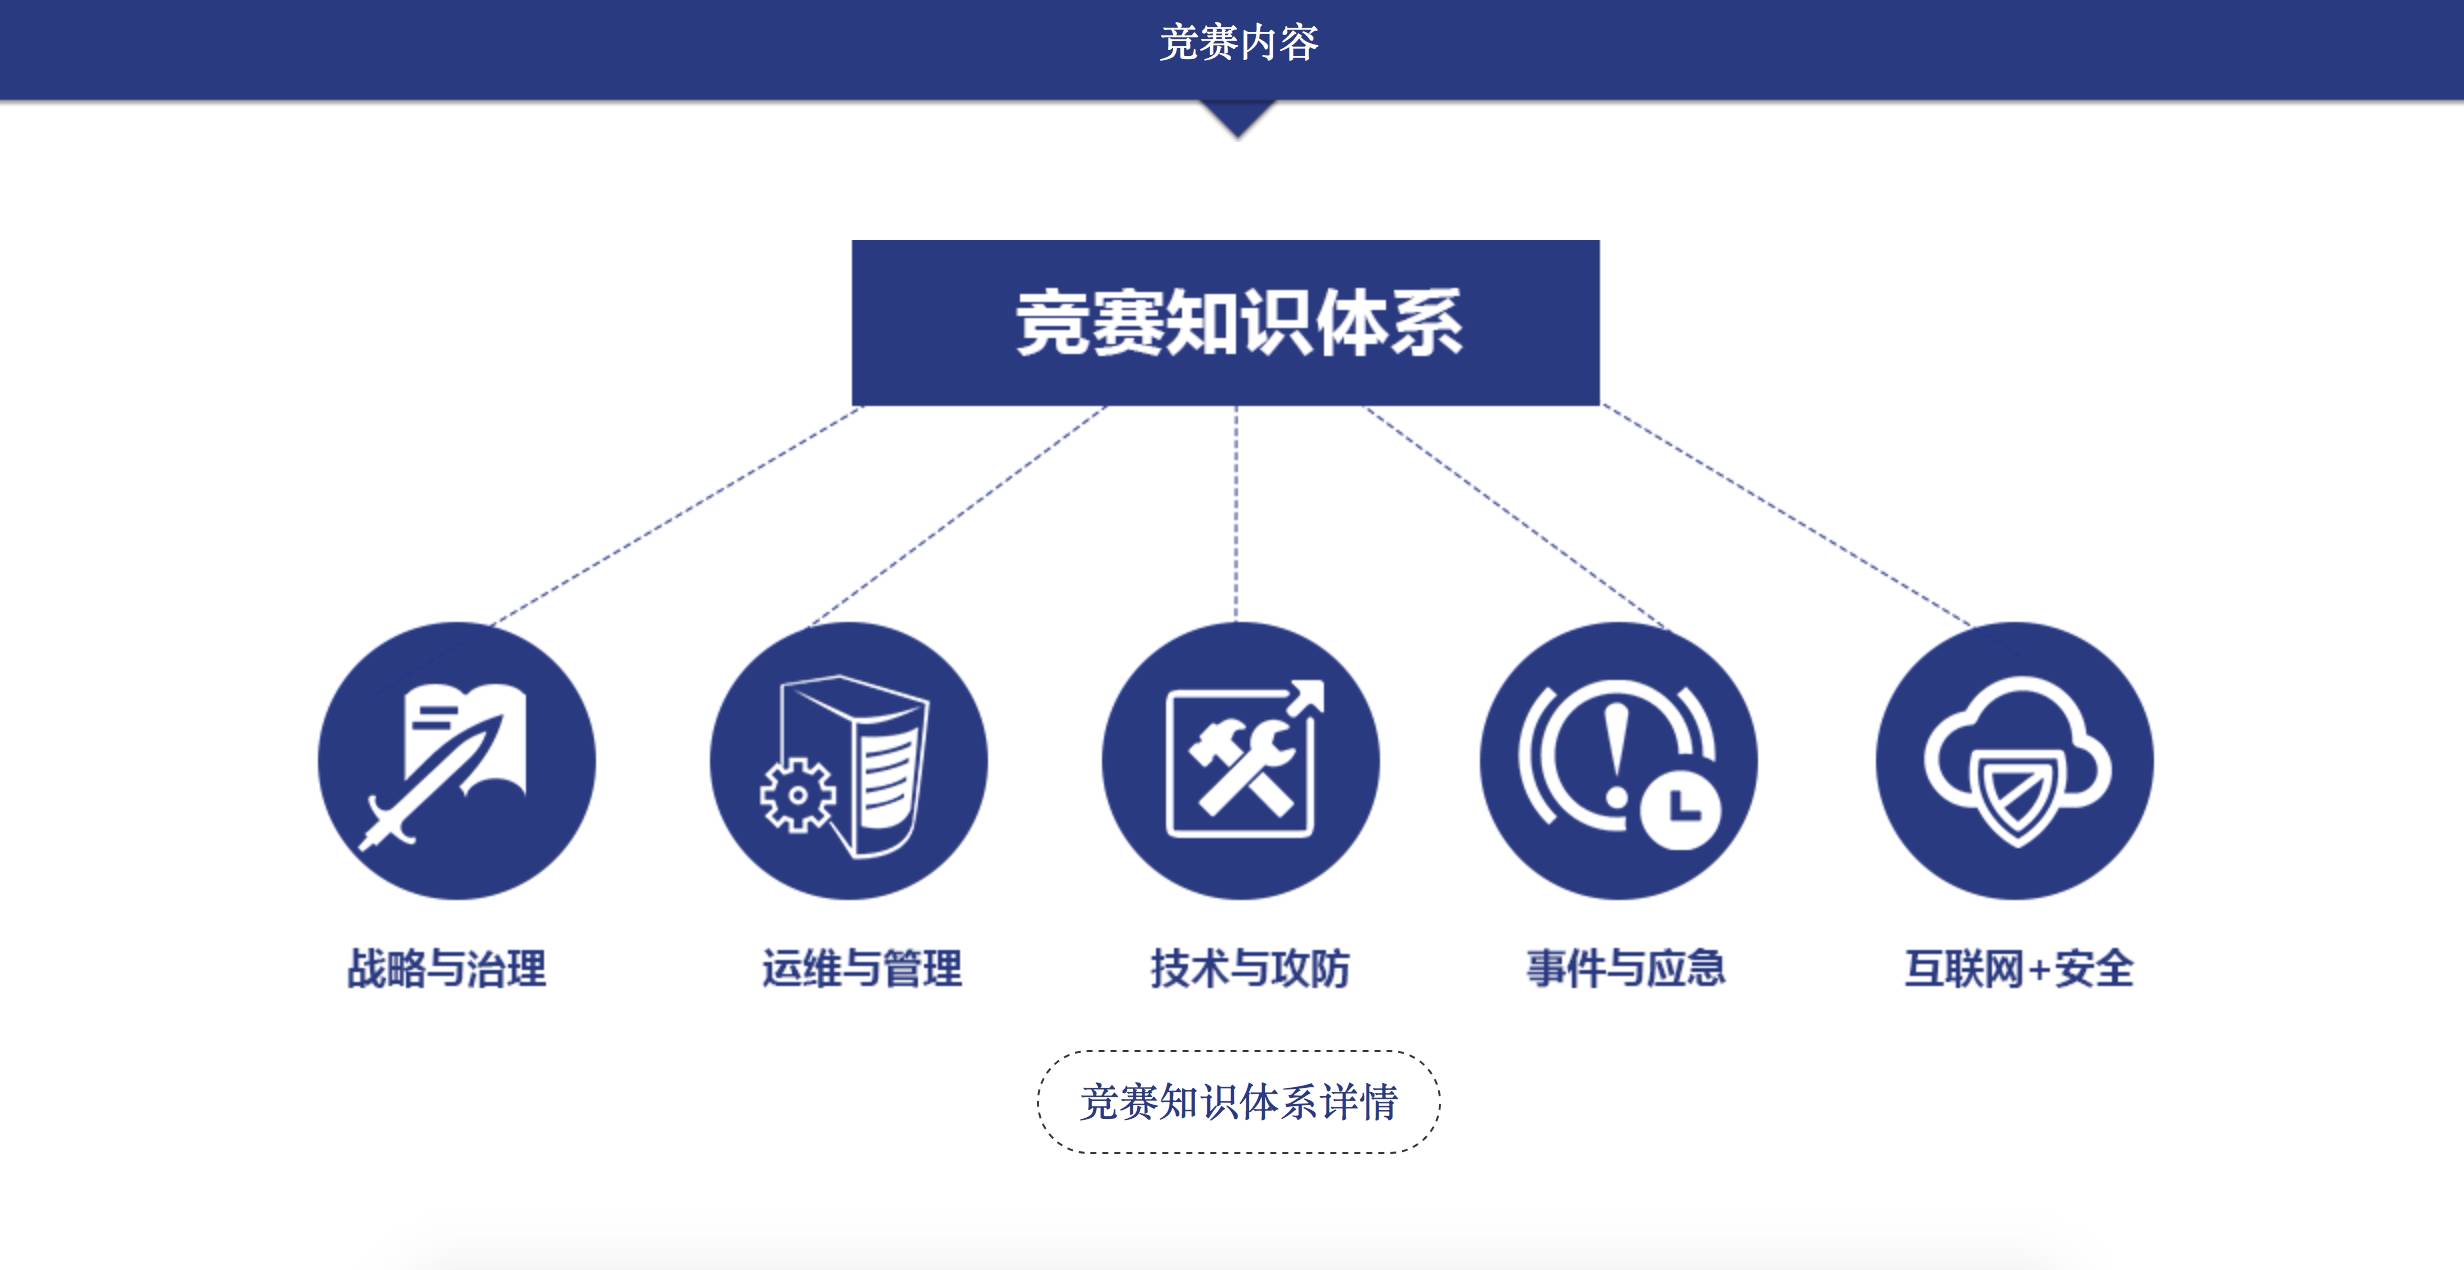 竞赛内容
竞赛知识体系
战略与治理
运维与管理
技术与攻防
事件与应急
互联网+安全
竞赛知识体系详情